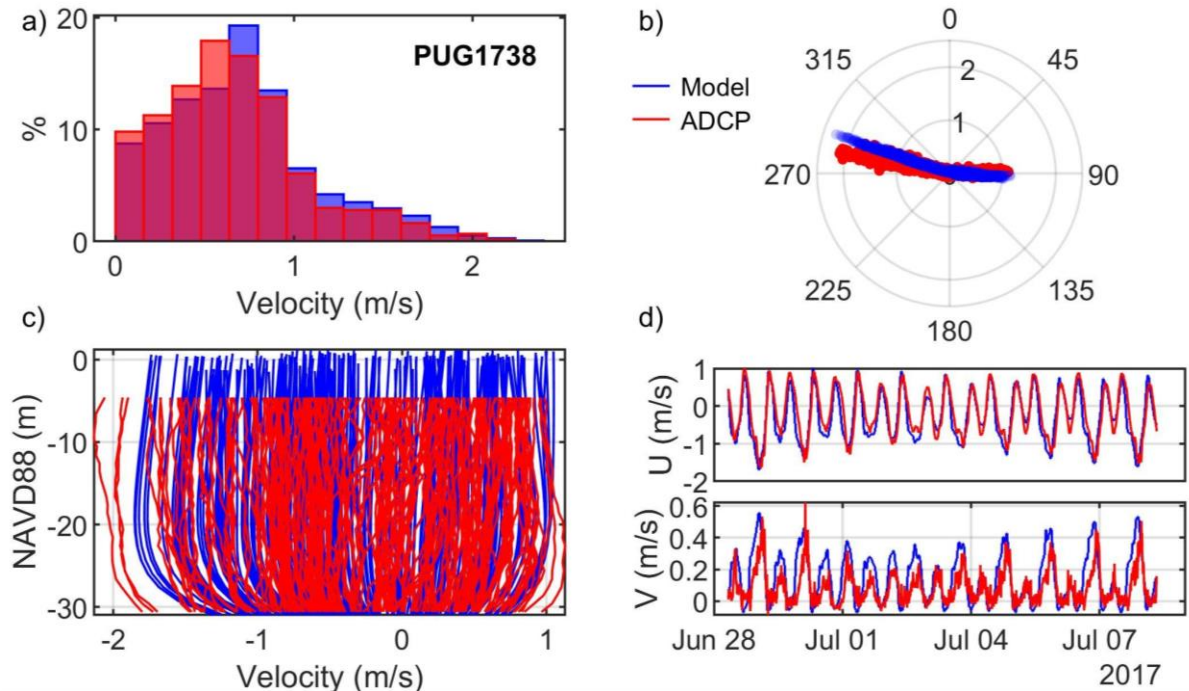 a)
20
10
0
%
PUG1738
0
1
2
Velocity (m/s)
b)
Model
ADCP
0
45
90
135
180
225
270
315
1
2
c)
0
-10
-20
-30
NAVD88 (m)
-2
-1
0
1
Velocity (m/s)
d)
1
0
-1
-2
U (m/s)
0.6
0.4
0.2
0
V (m/s)
Jun 28
Jul 01
Jul 04
Jul 07
2017